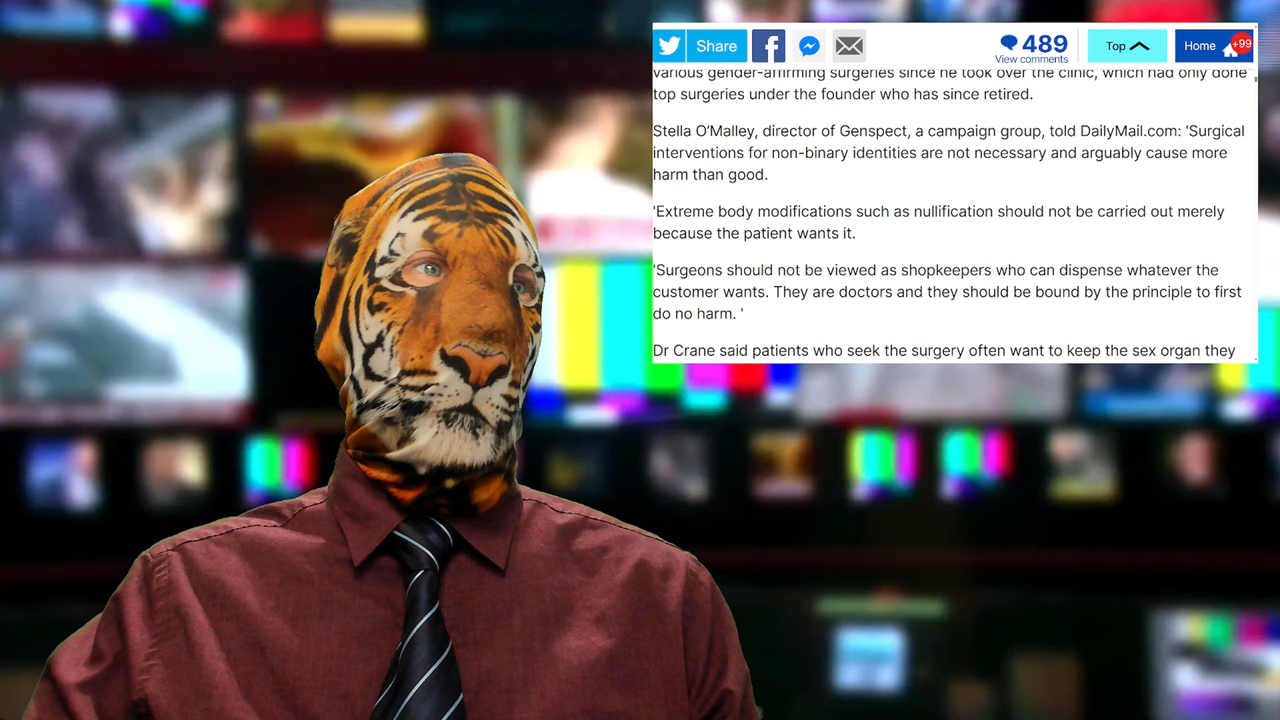 Share
489
View comments
Top
Home
+99
various gender-affirming surgeries since he took over the clinic, which had only done
top surgeries under the founder who has since retired.
Stella O’Malley, director of Genspect, a campaign group, told DailyMail.com: 'Surgical
interventions for non-binary identities are not necessary and arguably cause more
harm than good.
'Extreme body modifications such as nullification should not be carried out merely
because the patient wants it.
'Surgeons should not be viewed as shopkeepers who can dispense whatever the
customer wants. They are doctors and they should be bound by the principle to first
do no harm. '
Dr Crane said patients who seek the surgery often want to keep the sex organ they